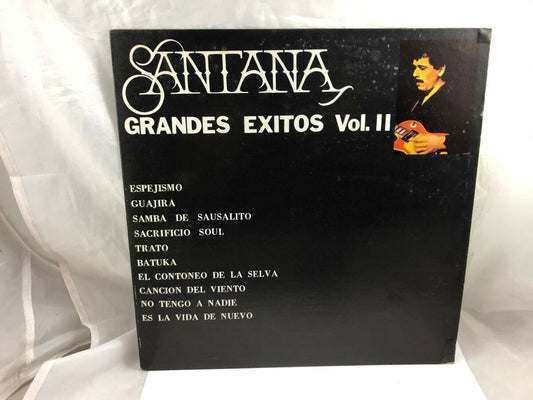 SANTANA
GRANDES EXITOS Vol. II
ESPEJISMO
GUAJIRA
SAMBA DE SAUSALITO
SACRIFICIO SOUL
TRATO
BATUKA
EL CONTONEO DE LA SELVA
CANCION DEL VIENTO
NO TENGO A NADIE
ES LA VIDA DE NUEVO